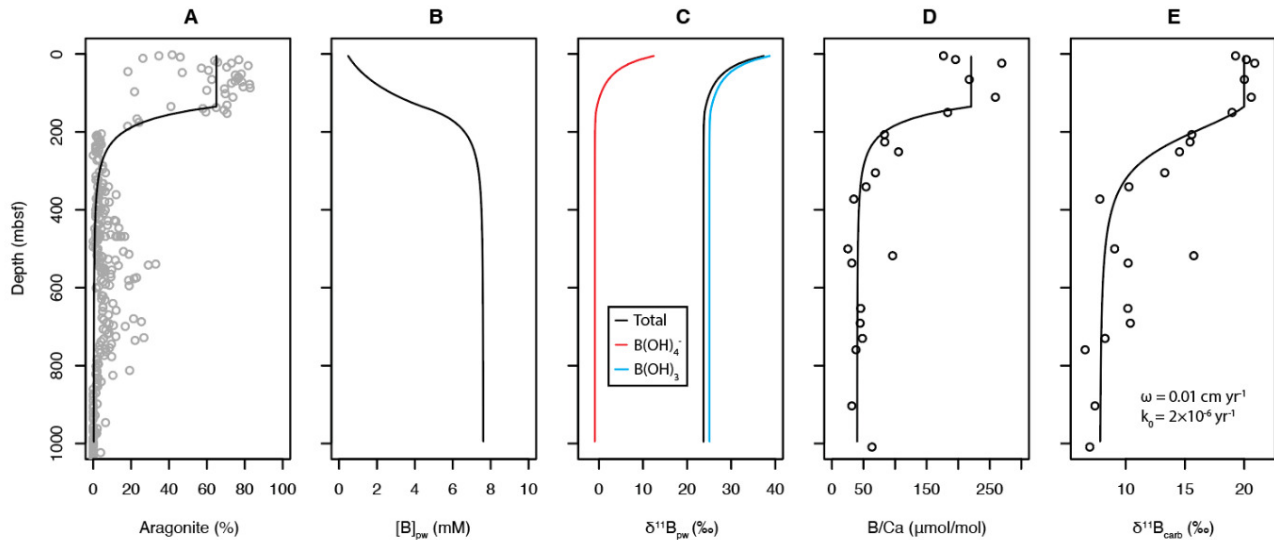 A B C D E
Depth (mbsf)
0
200
400
600
800
1000
0 20 40 60 80 100
Aragonite (%)
0 2 4 6 8 10
[B]pw (mM)
Total
B(OH)₄⁻
B(OH)₃
0 10 20 30 40
δ¹¹Bpw (‰)
0 50 150 250
B/Ca (μmol/mol)
ω = 0.01 cm yr⁻¹
k₀ = 2×10⁻⁶ yr⁻¹
10 15 20
δ¹¹Bcarb (‰)